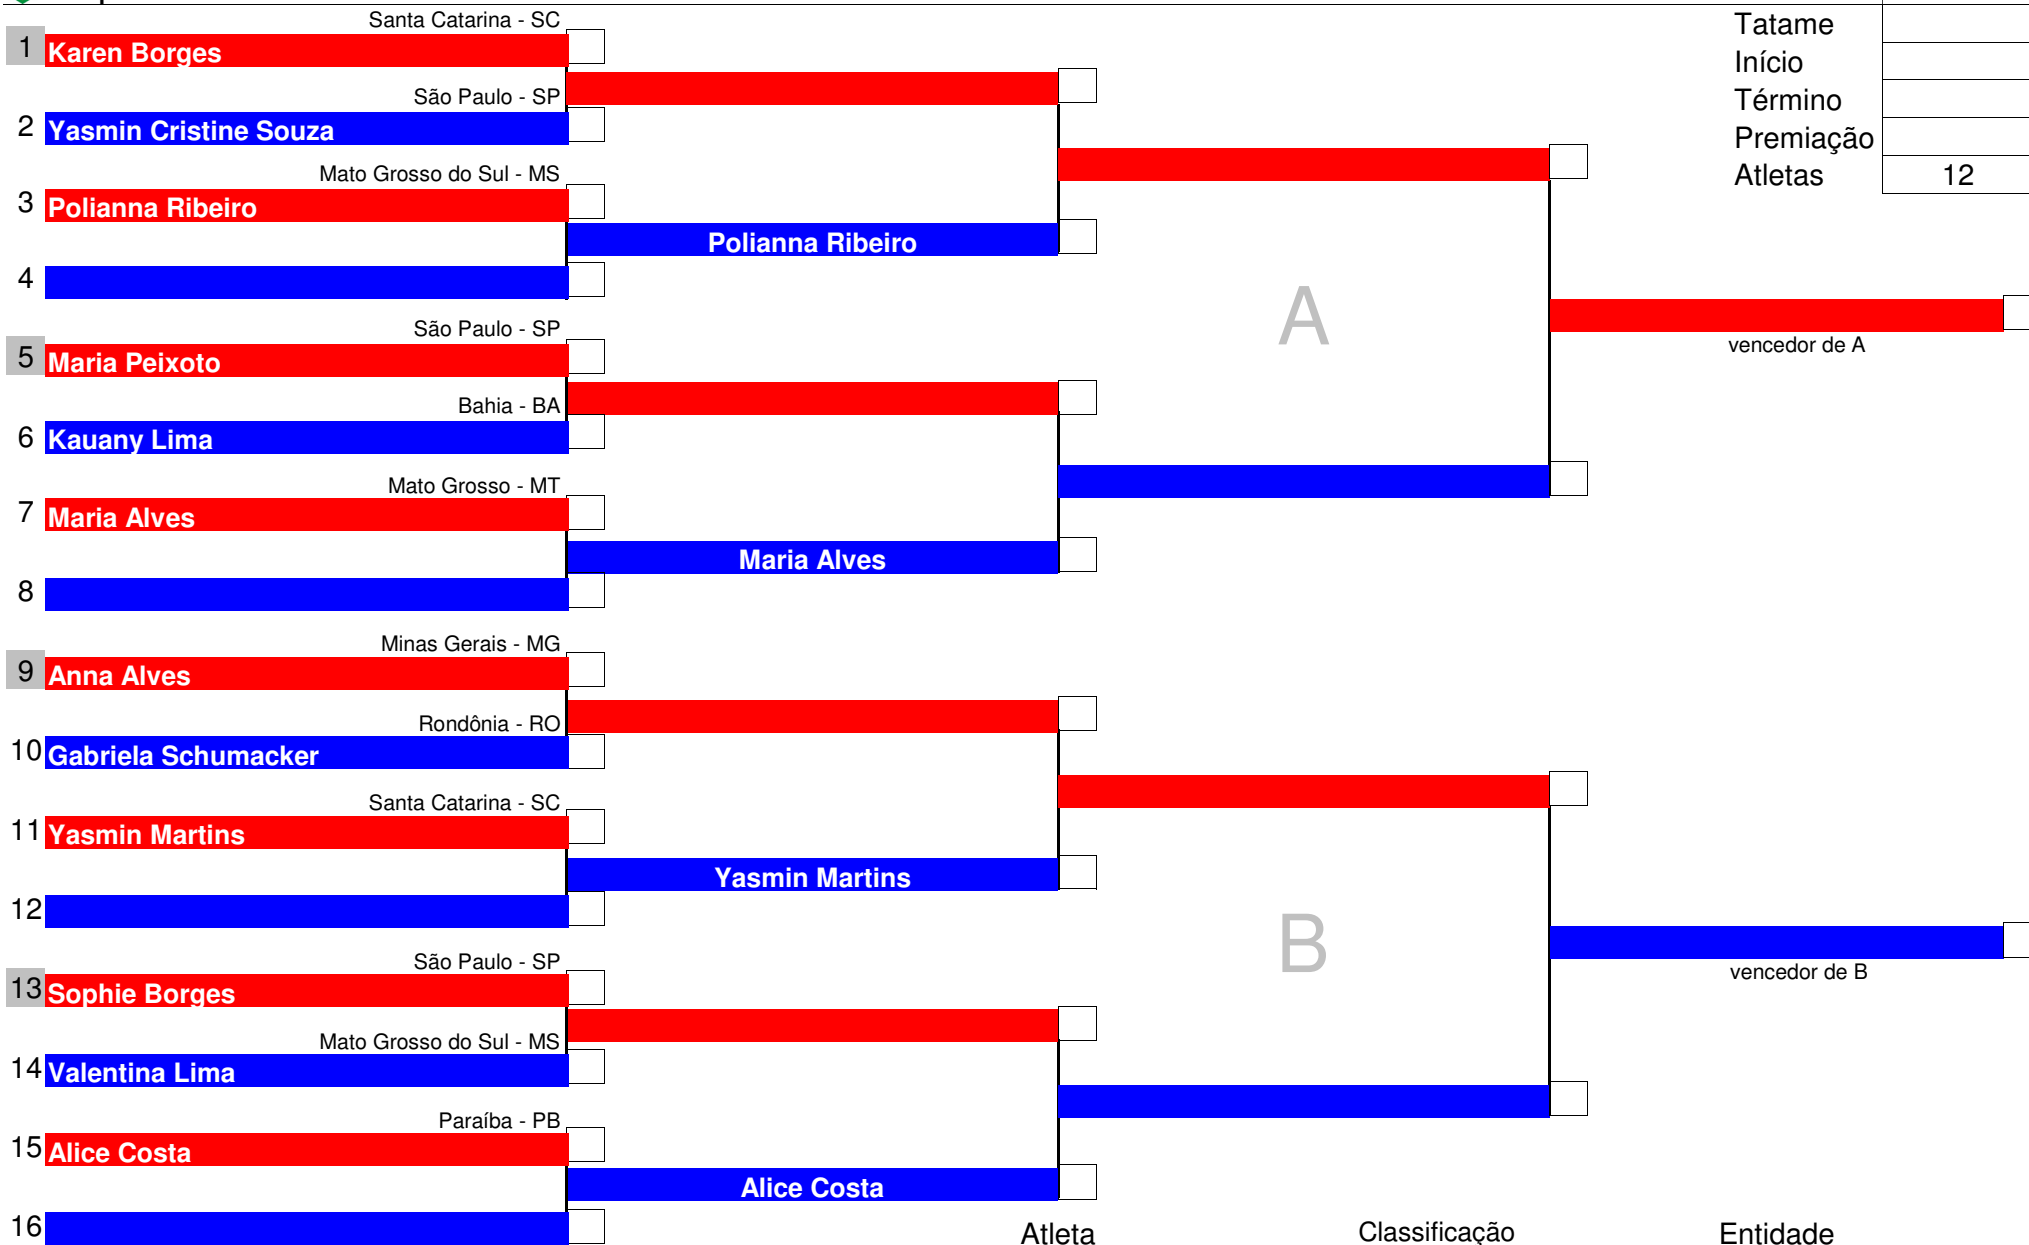 Santa Catarina - SC
1 Karen Borges
São Paulo - SP
2 Yasmin Cristine Souza
Mato Grosso do Sul - MS
3 Polianna Ribeiro
Polianna Ribeiro
4
São Paulo - SP
5 Maria Peixoto
Bahia - BA
6 Kauany Lima
Mato Grosso - MT
7 Maria Alves
Maria Alves
8
Minas Gerais - MG
9 Anna Alves
Rondônia - RO
10 Gabriela Schumacker
Santa Catarina - SC
11 Yasmin Martins
Yasmin Martins
12
São Paulo - SP
13 Sophie Borges
Mato Grosso do Sul - MS
14 Valentina Lima
Paraíba - PB
15 Alice Costa
Alice Costa
16
A
B
vencedor de A
vencedor de B
Tatame
Início
Término
Premiação
Atletas 12
Atleta Classificação Entidade